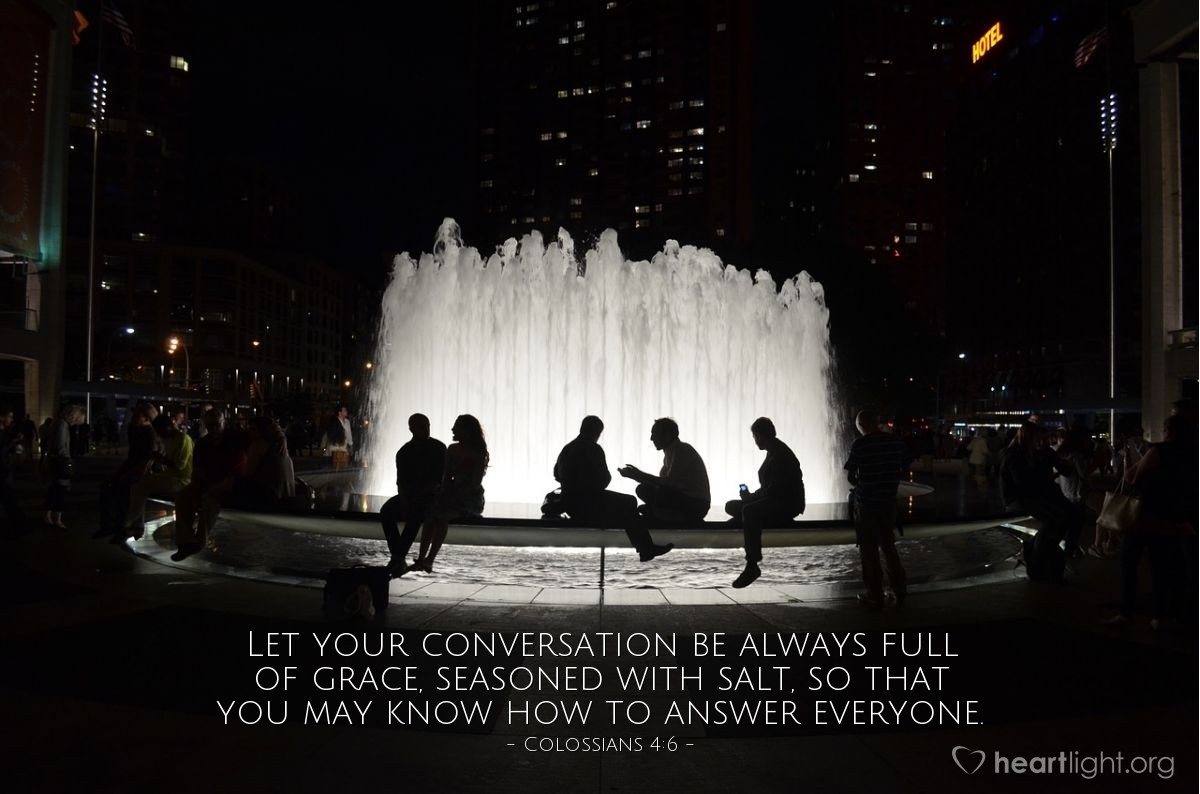 HOTEL
LET YOUR CONVERSATION BE ALWAYS FULL
OF GRACE, SEASONED WITH SALT, SO THAT
YOU MAY KNOW HOW TO ANSWER EVERYONE.
- COLOSSIANS 4:6 -
heartlight.org